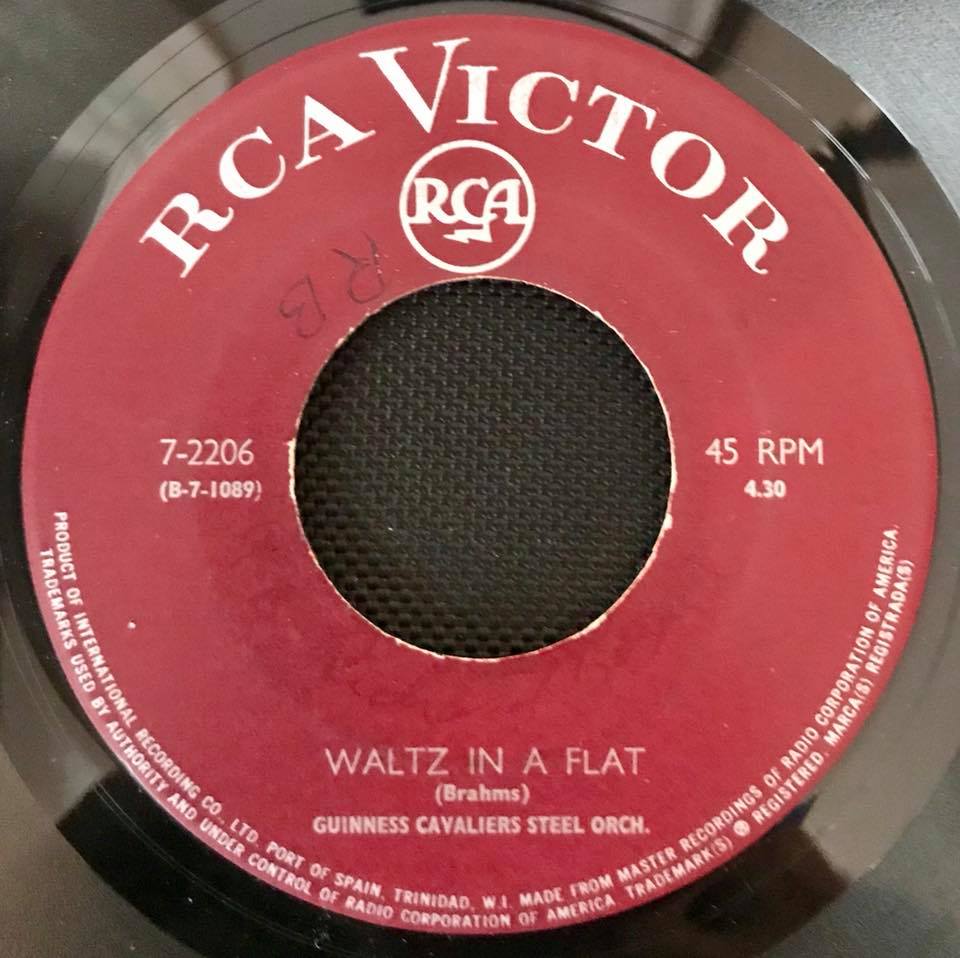 RCA VICTOR
RCA
R B
7-2206
(B-7-1089)
45 RPM
4.30
WALTZ IN A FLAT
(Brahms)
GUINNESS CAVALIERS STEEL ORCH.
PRODUCT OF INTERNATIONAL RECORDING CO., LTD. PORT OF SPAIN, TRINIDAD, W.I. MADE FROM MASTER RECORDINGS OF RADIO CORPORATION OF AMERICA.
TRADEMARKS USED BY AUTHORITY AND UNDER CONTROL OF RADIO CORPORATION OF AMERICA TRADEMARK(S) ® REGISTERED. MARCA(S) REGISTRADA(S)